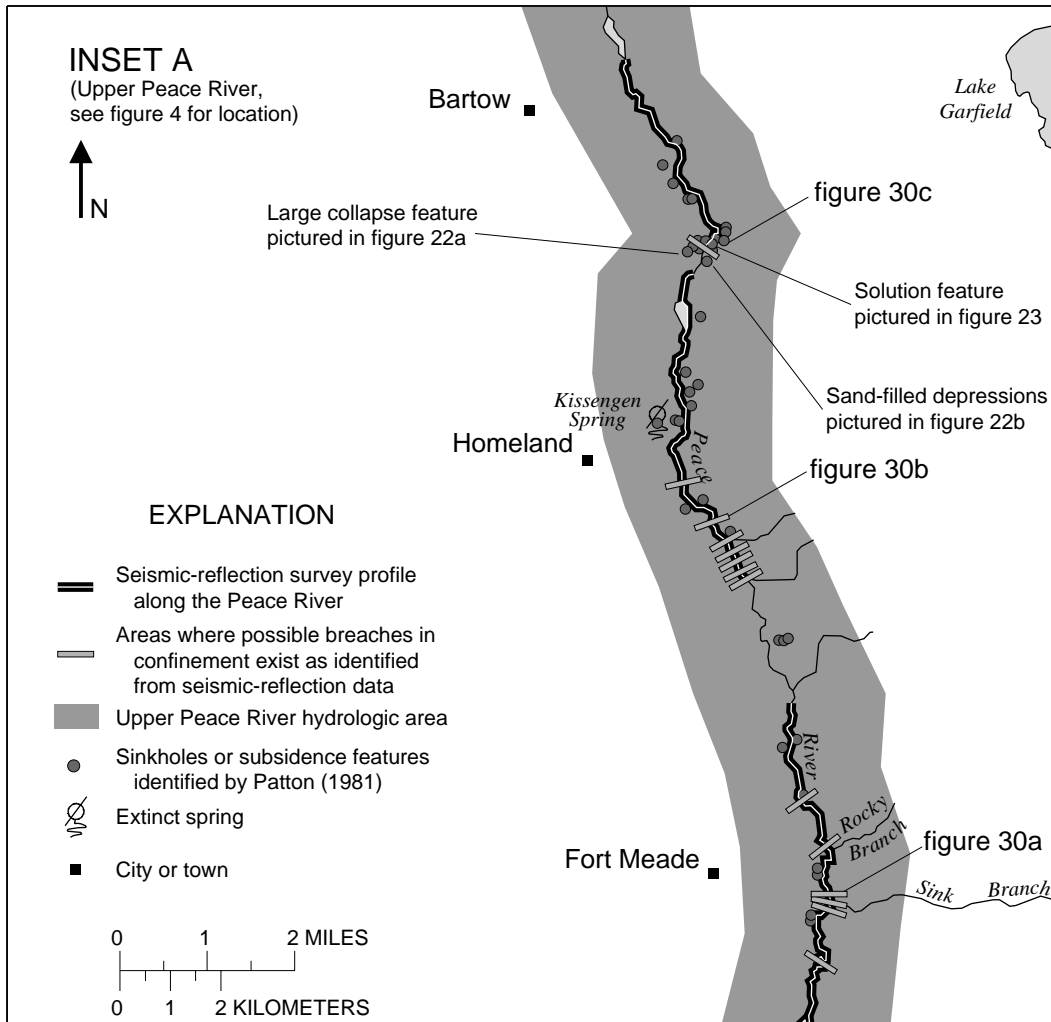 INSET A
(Upper Peace River,
see figure 4 for location)
N
Bartow
Lake
Garfield
figure 30c
Large collapse feature
pictured in figure 22a
Solution feature
pictured in figure 23
Sand-filled depressions
pictured in figure 22b
Kissengen
Spring
Homeland
Peace
figure 30b
EXPLANATION
Seismic-reflection survey profile
along the Peace River
Areas where possible breaches in
confinement exist as identified
from seismic-reflection data
Upper Peace River hydrologic area
Sinkholes or subsidence features
identified by Patton (1981)
Extinct spring
City or town
River
Rocky
Branch
figure 30a
Fort Meade
Sink Branch
0 1 2 MILES
0 1 2 KILOMETERS